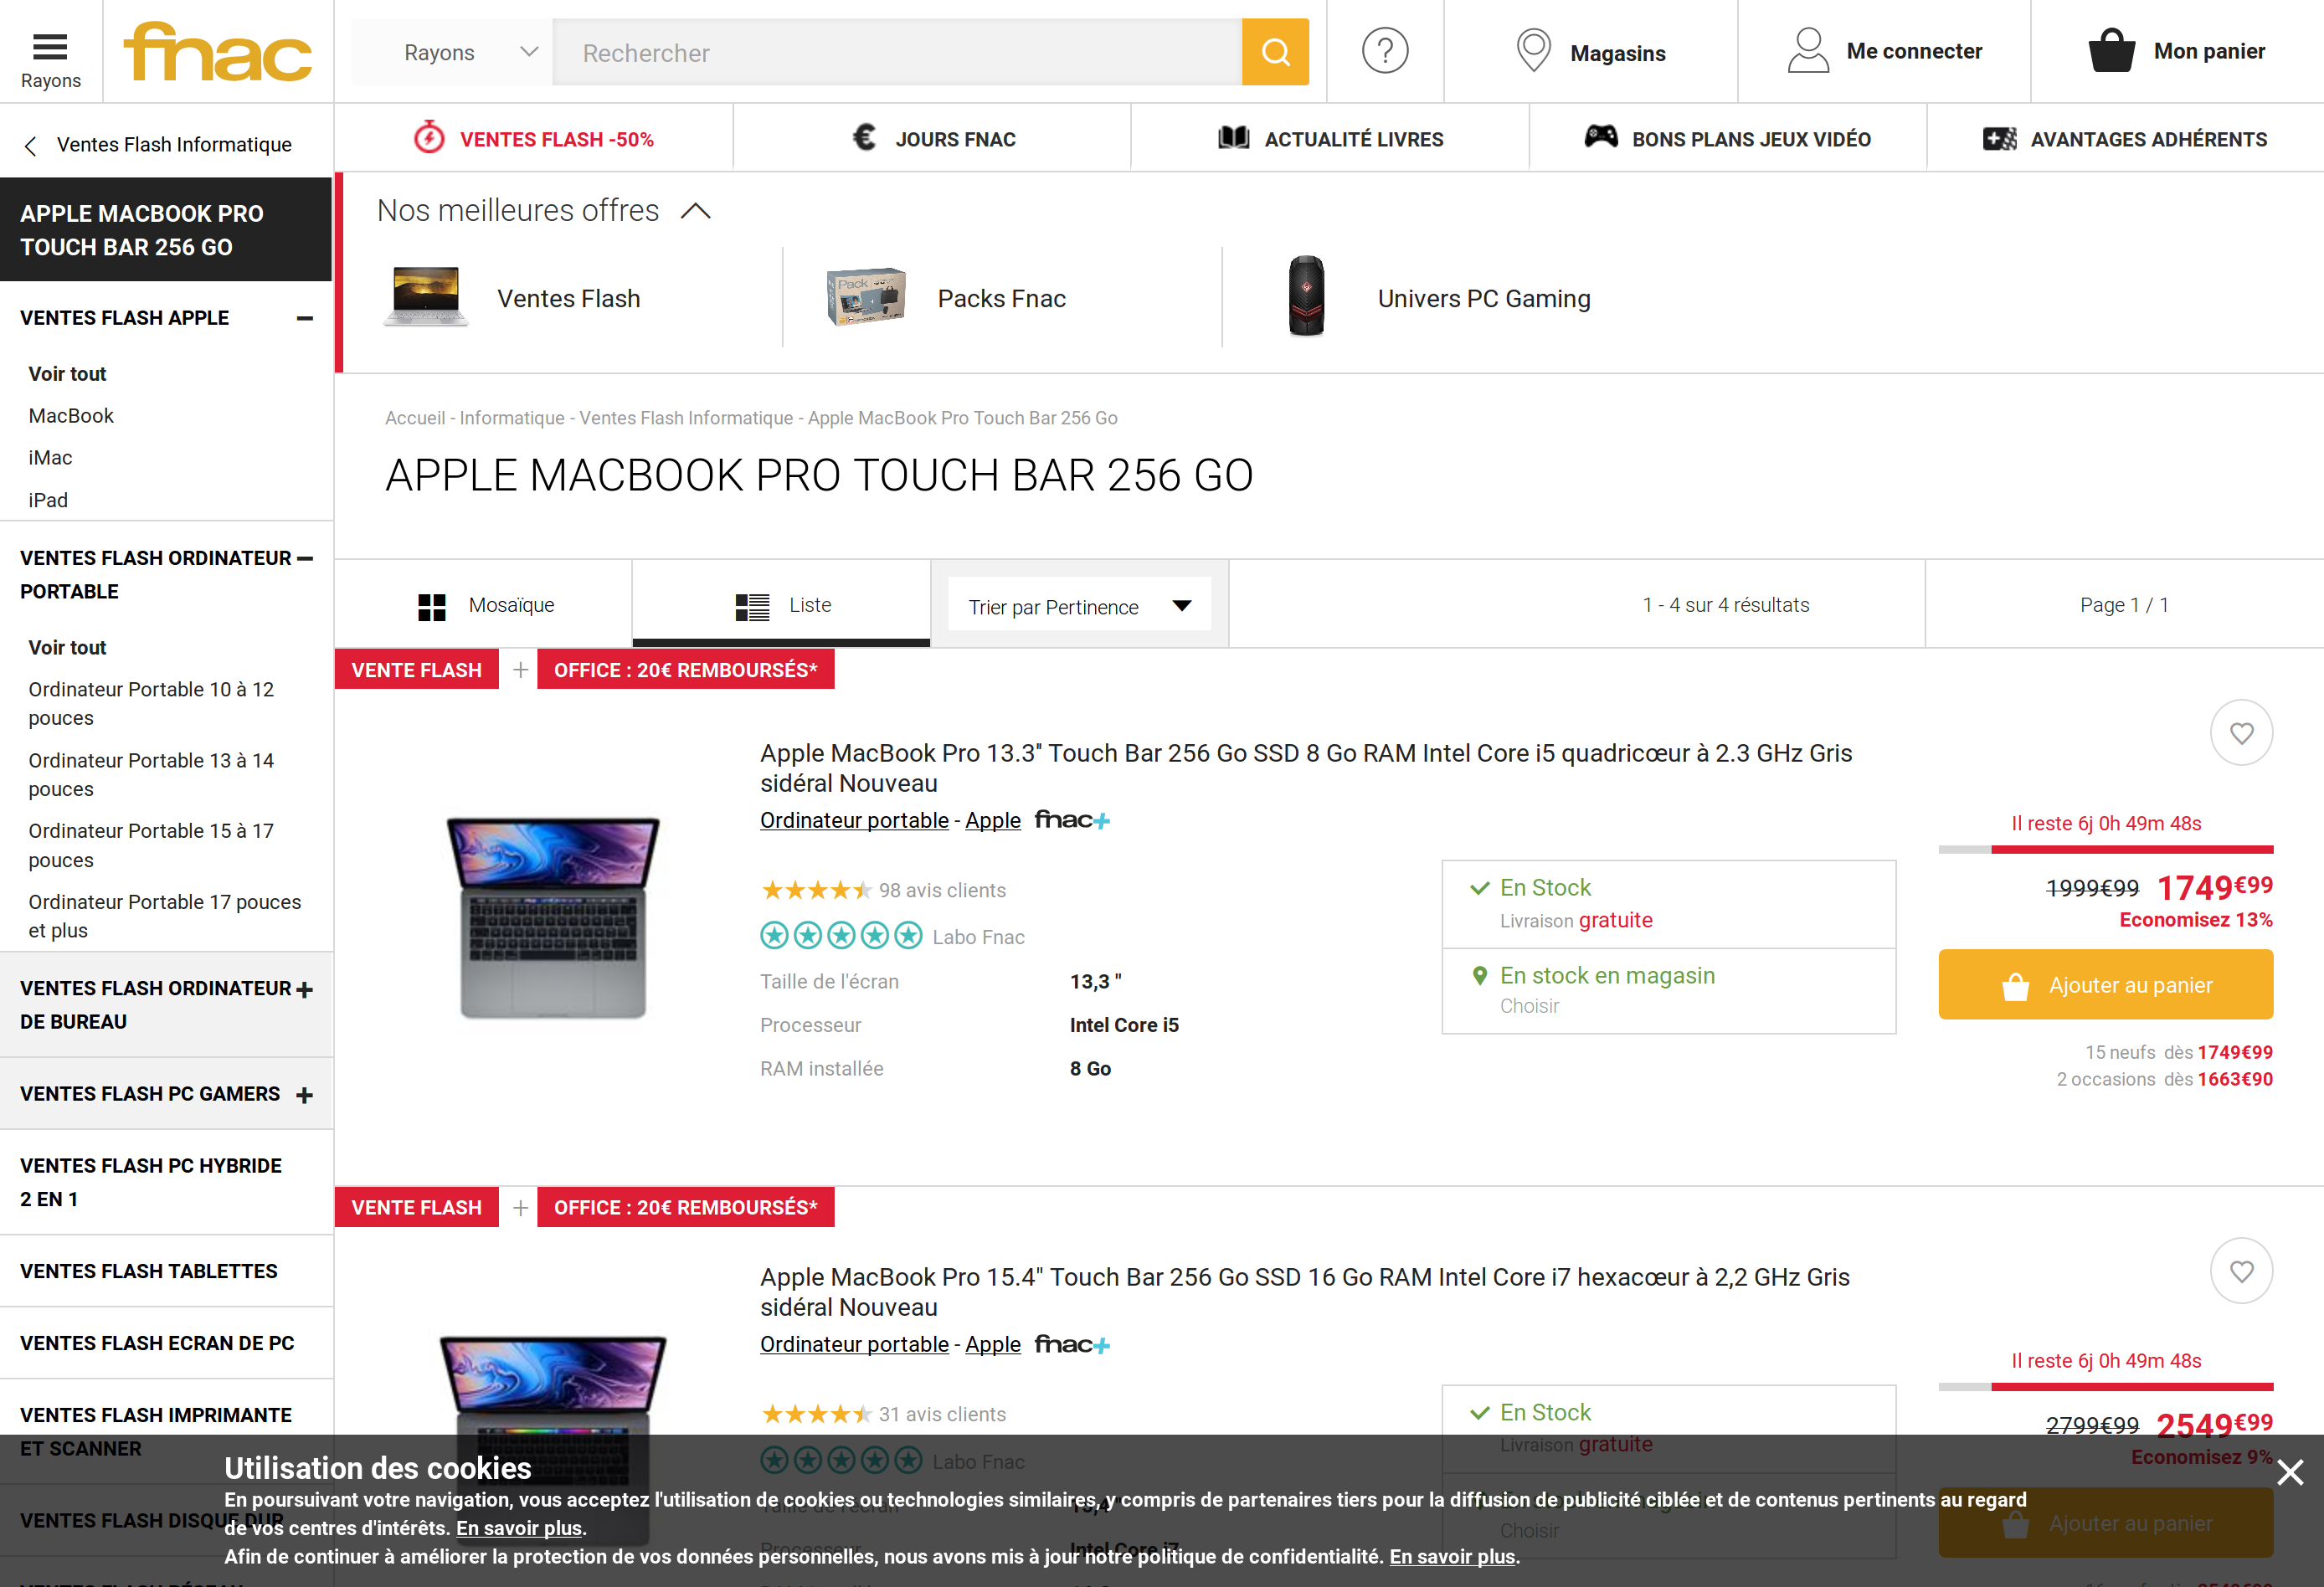 Rayons
fnac
Rayons
Rechercher
?
Magasins
Me connecter
Mon panier
Ventes Flash Informatique
VENTES FLASH -50%
JOURS FNAC
ACTUALITÉ LIVRES
BONS PLANS JEUX VIDÉO
AVANTAGES ADHÉRENTS
APPLE MACBOOK PRO
TOUCH BAR 256 GO
VENTES FLASH APPLE
Voir tout
MacBook
iMac
iPad
VENTES FLASH ORDINATEUR
PORTABLE
Voir tout
Ordinateur Portable 10 à 12
pouces
Ordinateur Portable 13 à 14
pouces
Ordinateur Portable 15 à 17
pouces
Ordinateur Portable 17 pouces
et plus
VENTES FLASH ORDINATEUR
DE BUREAU
VENTES FLASH PC GAMERS
VENTES FLASH PC HYBRIDE
2 EN 1
VENTES FLASH TABLETTES
VENTES FLASH ECRAN DE PC
VENTES FLASH IMPRIMANTE
ET SCANNER
VENTES FLASH DISQUE DUR
Nos meilleures offres
Ventes Flash
Pack
Packs Fnac
Univers PC Gaming
Accueil - Informatique - Ventes Flash Informatique - Apple MacBook Pro Touch Bar 256 Go
APPLE MACBOOK PRO TOUCH BAR 256 GO
Mosaïque
Liste
Trier par Pertinence
1 - 4 sur 4 résultats
Page 1 / 1
VENTE FLASH + OFFICE : 20€ REMBOURSÉS*
Apple MacBook Pro 13.3'' Touch Bar 256 Go SSD 8 Go RAM Intel Core i5 quadricœur à 2.3 GHz Gris
sidéral Nouveau
Ordinateur portable - Apple fnac+
98 avis clients
Labo Fnac
Taille de l'écran 13,3 "
Processeur Intel Core i5
RAM installée 8 Go
En Stock
Livraison gratuite
En stock en magasin
Choisir
Il reste 6j 0h 49m 48s
1999€99 1749€99
Economisez 13%
Ajouter au panier
15 neufs dès 1749€99
2 occasions dès 1663€90
VENTE FLASH + OFFICE : 20€ REMBOURSÉS*
Apple MacBook Pro 15.4" Touch Bar 256 Go SSD 16 Go RAM Intel Core i7 hexacœur à 2,2 GHz Gris
sidéral Nouveau
Ordinateur portable - Apple fnac+
31 avis clients
Labo Fnac
Taille de l'écran 15,4 "
Processeur Intel Core i7
En Stock
Livraison gratuite
En stock en magasin
Choisir
Il reste 6j 0h 49m 48s
2799€99 2549€99
Economisez 9%
Ajouter au panier
Utilisation des cookies
En poursuivant votre navigation, vous acceptez l'utilisation de cookies ou technologies similaires, y compris de partenaires tiers pour la diffusion de publicité ciblée et de contenus pertinents au regard
de vos centres d'intérêts. En savoir plus.
Afin de continuer à améliorer la protection de vos données personnelles, nous avons mis à jour notre politique de confidentialité. En savoir plus.